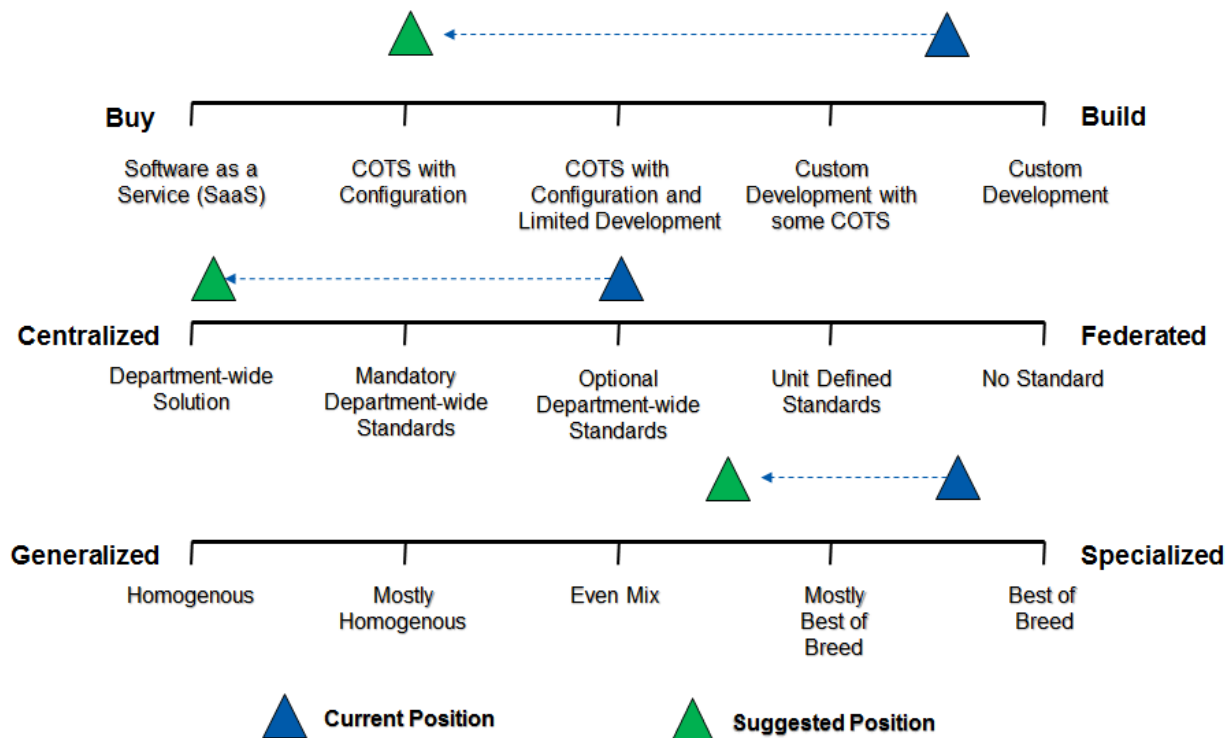 Buy
Build
Software as a
Service (SaaS)
COTS with
Configuration
COTS with
Configuration and
Limited Development
Custom
Development with
some COTS
Custom
Development
Centralized
Federated
Department-wide
Solution
Mandatory
Department-wide
Standards
Optional
Department-wide
Standards
Unit Defined
Standards
No Standard
Generalized
Specialized
Homogenous
Mostly
Homogenous
Even Mix
Mostly
Best of
Breed
Best of
Breed
Current Position
Suggested Position